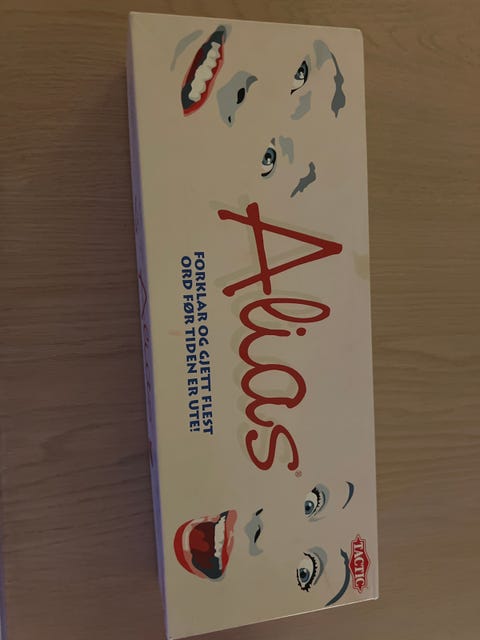 Alias®
FORKLAR OG GJETT FLEST
ORD FØR TIDEN ER UTE!
TACTIC